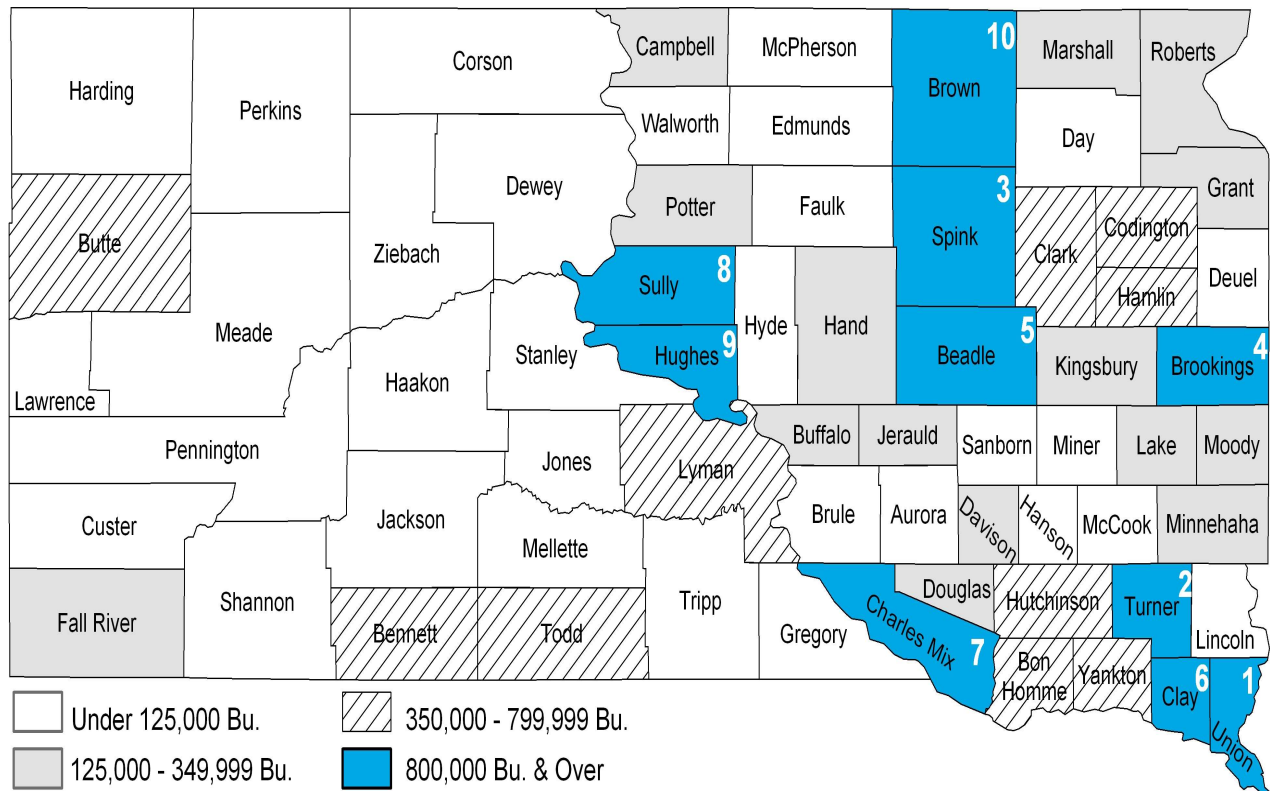 Harding
Perkins
Corson
Campbell
McPherson
10
Brown
Marshall
Roberts
Walworth
Edmunds
Day
Butte
Dewey
Potter
Faulk
3
Spink
Grant
Ziebach
Clark
Codington
Hamlin
Deuel
Meade
Sully
8
Hyde
Hand
Stanley
Hughes
9
Beadle
5
Kingsbury
Brookings
4
Lawrence
Haakon
Pennington
Jones
Lyman
Buffalo
Jerauld
Sanborn
Miner
Lake
Moody
Custer
Jackson
Mellette
Brule
Aurora
Davison
Hanson
McCook
Minnehaha
Fall River
Shannon
Bennett
Todd
Tripp
Gregory
Charles Mix
7
Douglas
Hutchinson
Turner
2
Lincoln
Bon
Homme
Yankton
Clay
6
Union
1
Under 125,000 Bu.
350,000 - 799,999 Bu.
125,000 - 349,999 Bu.
800,000 Bu. & Over